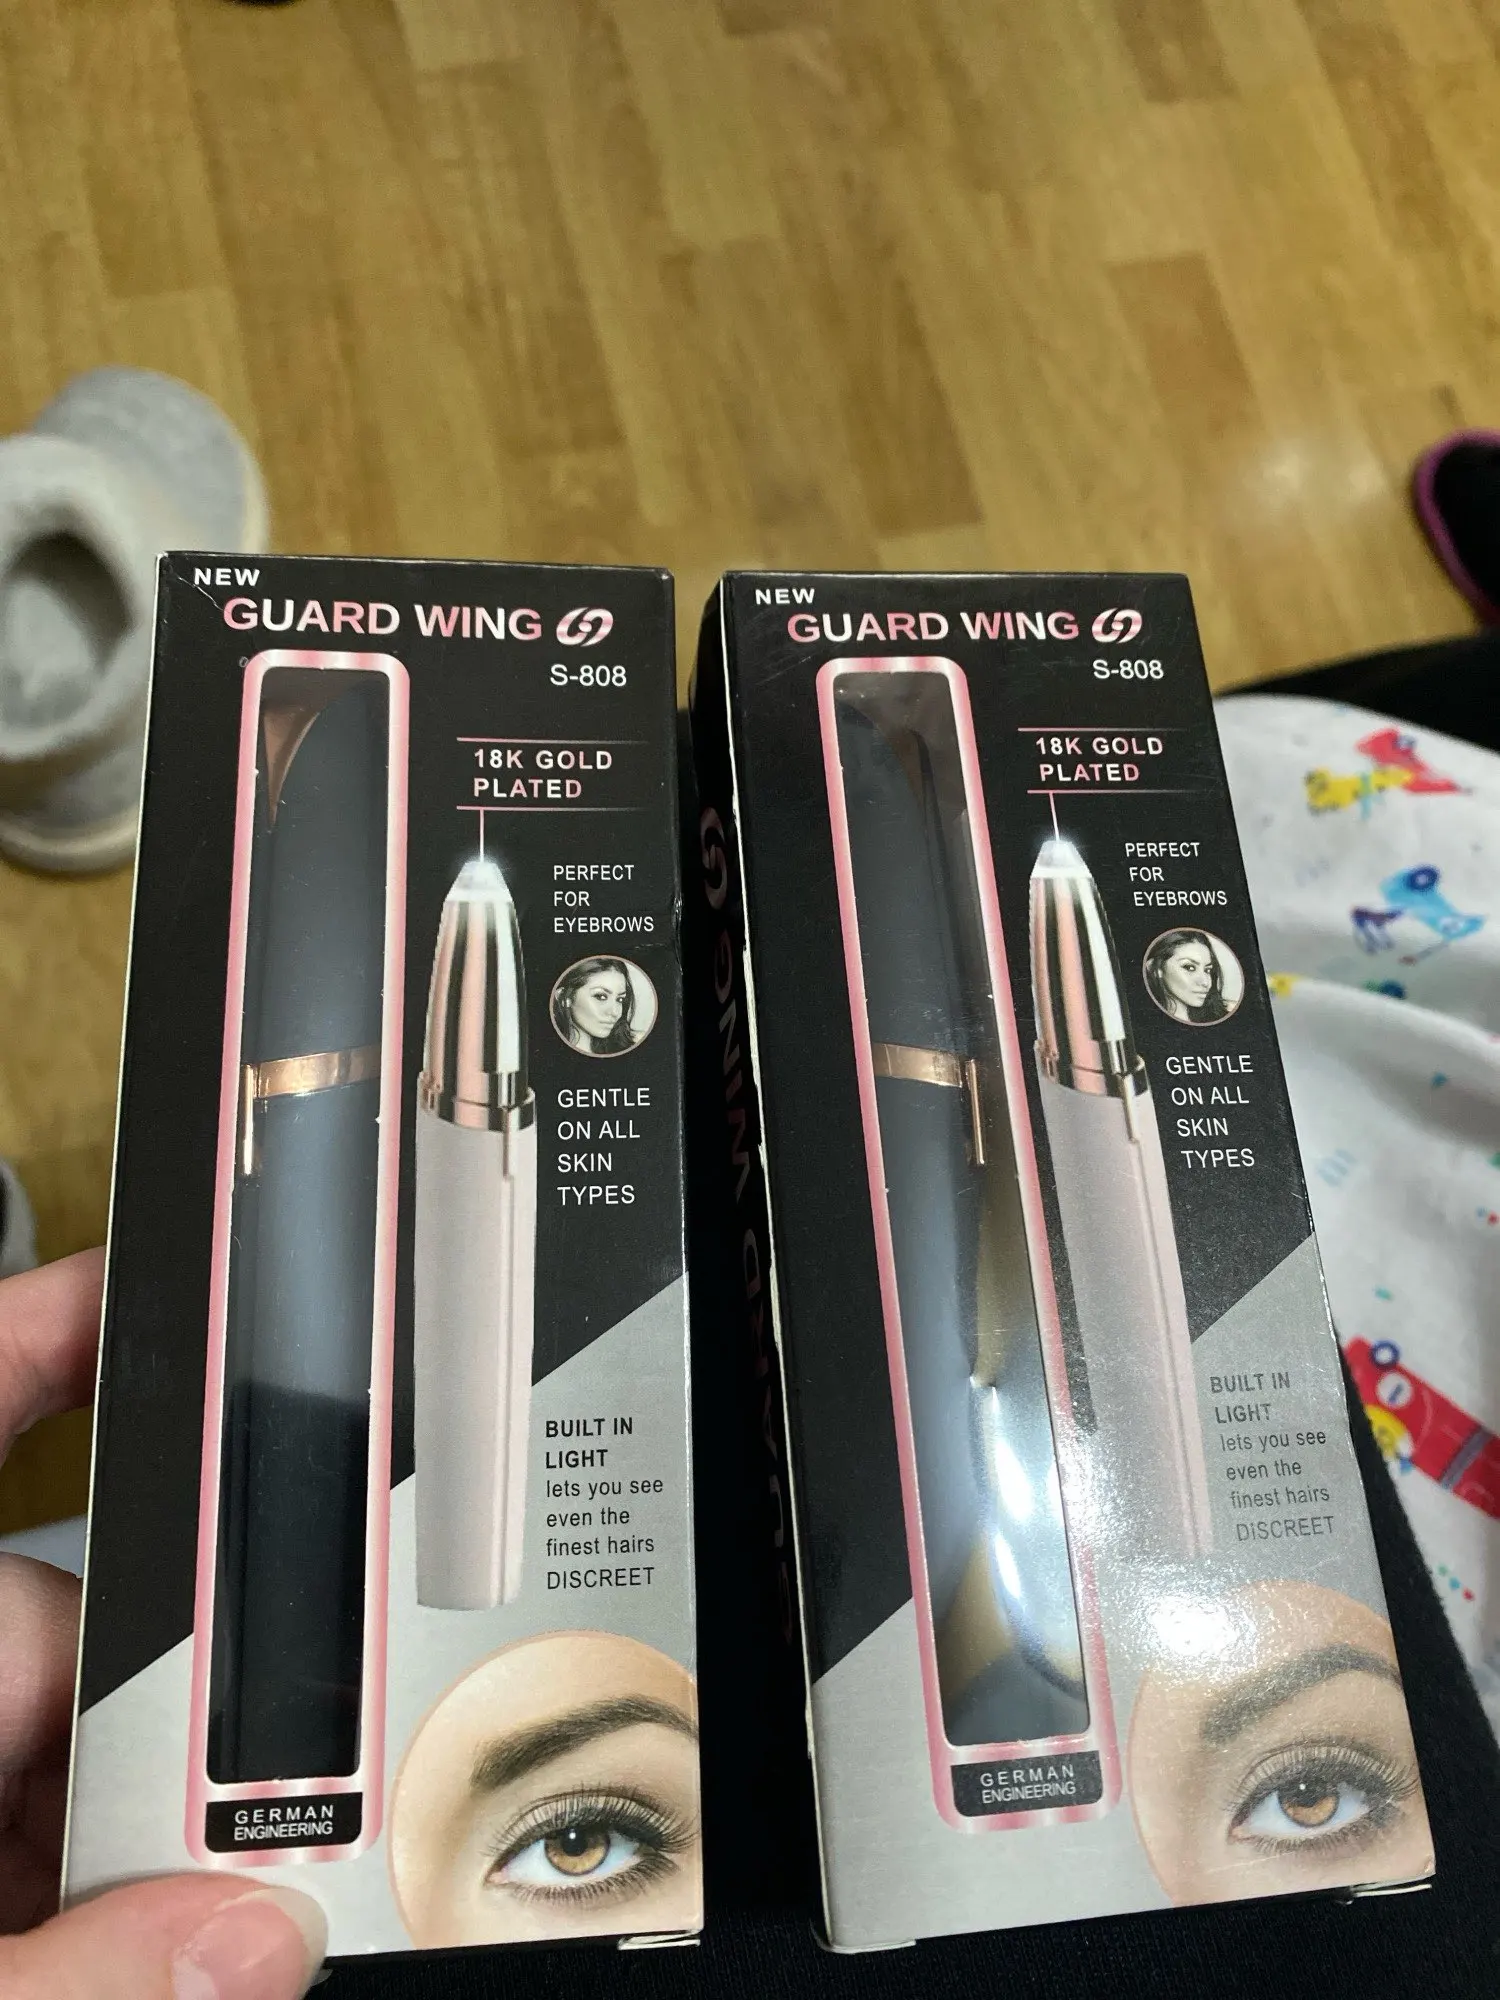 NEW
GUARD WING
S-808
18K GOLD
PLATED
PERFECT
FOR
EYEBROWS
GENTLE
ON ALL
SKIN
TYPES
BUILT IN
LIGHT
lets you see
even the
finest hairs
DISCREET
GERMAN
ENGINEERING
GUARD WING
NEW
GUARD WING
S-808
18K GOLD
PLATED
PERFECT
FOR
EYEBROWS
GENTLE
ON ALL
SKIN
TYPES
BUILT IN
LIGHT
lets you see
even the
finest hairs
DISCREET
GERMAN
ENGINEERING